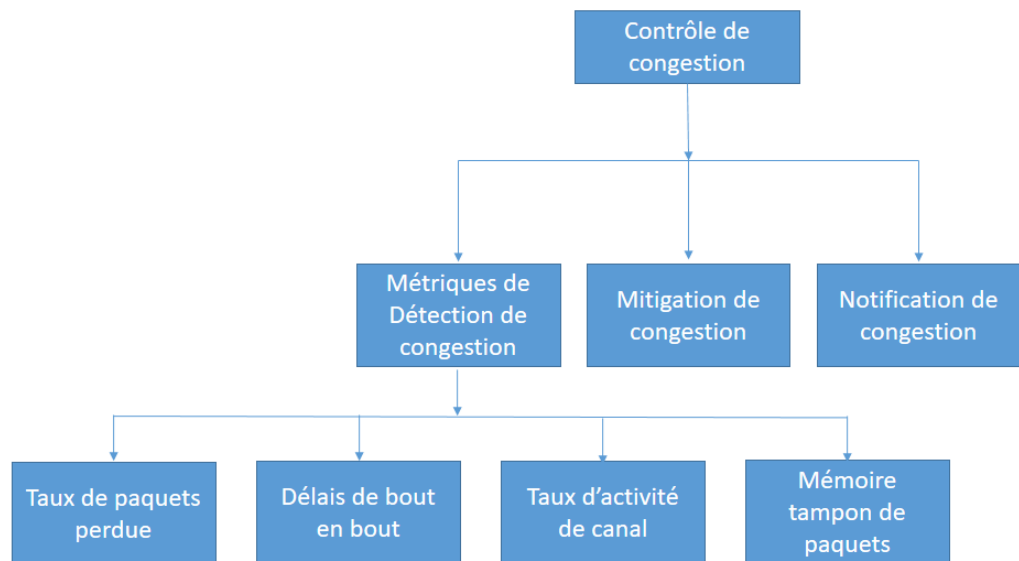 Contrôle de
congestion
Métriques de
Détection de
congestion
Mitigation de
congestion
Notification de
congestion
Taux de paquets
perdue
Délais de bout
en bout
Taux d’activité
de canal
Mémoire
tampon de
paquets